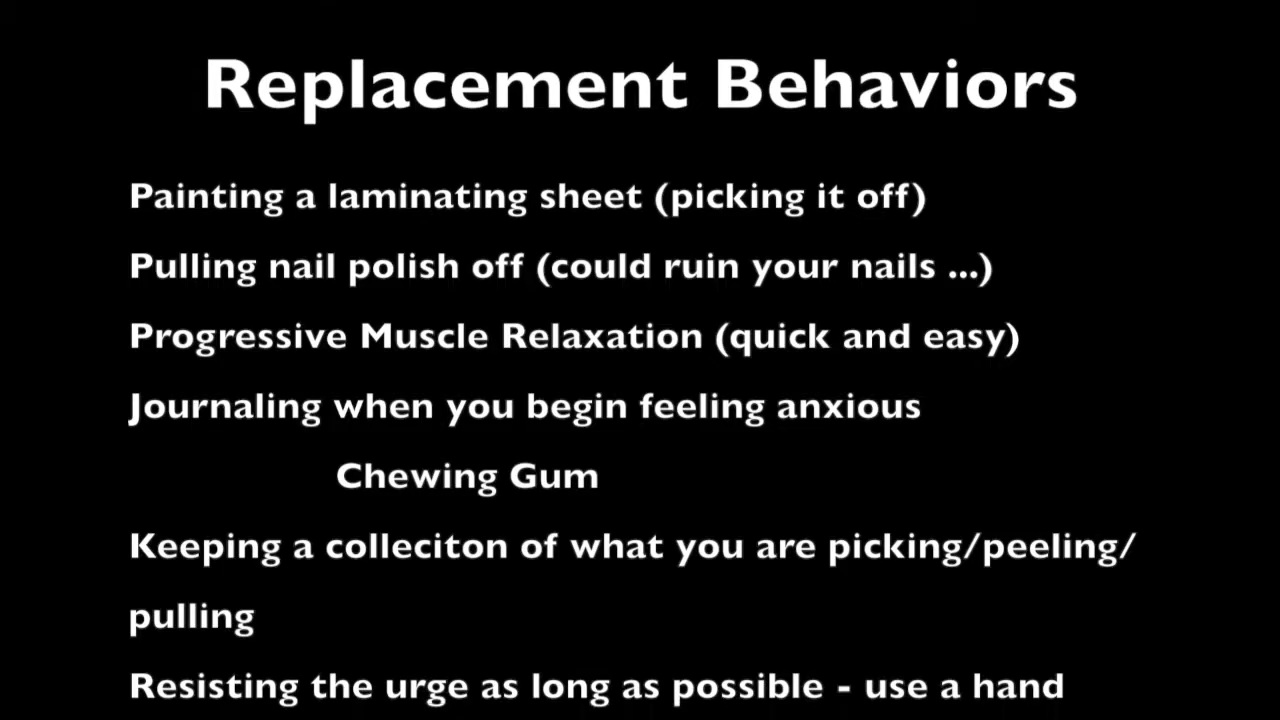 Replacement Behaviors
Painting a laminating sheet (picking it off)
Pulling nail polish off (could ruin your nails ...)
Progressive Muscle Relaxation (quick and easy)
Journaling when you begin feeling anxious
Chewing Gum
Keeping a colleciton of what you are picking/peeling/
pulling
Resisting the urge as long as possible - use a hand